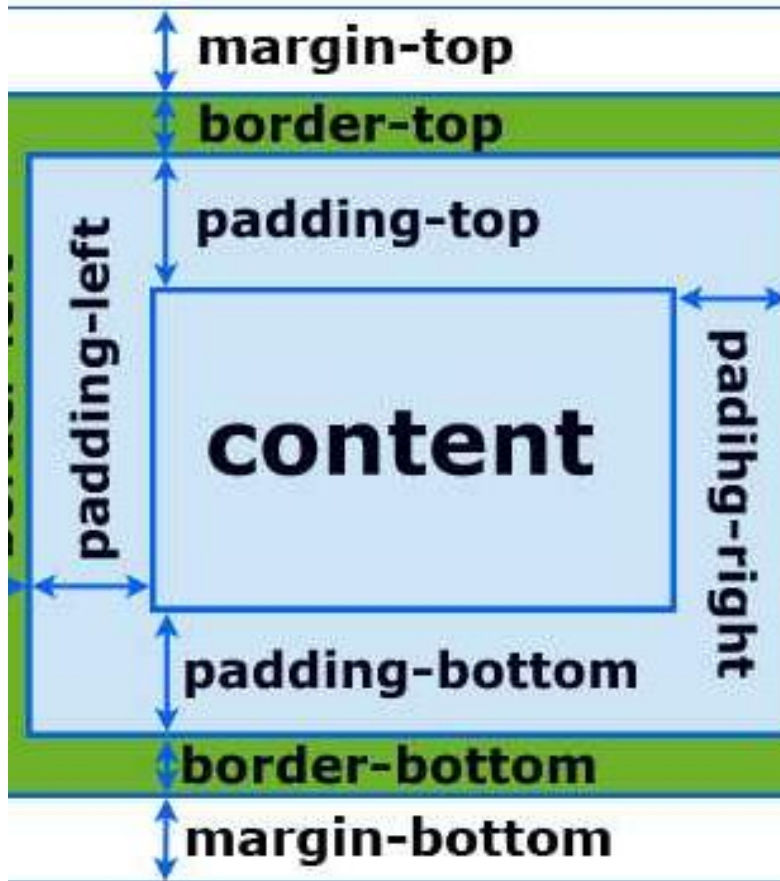 margin-top
border-top
padding-top
padding-left
content
padihg-right
padding-bottom
border-bottom
margin-bottom